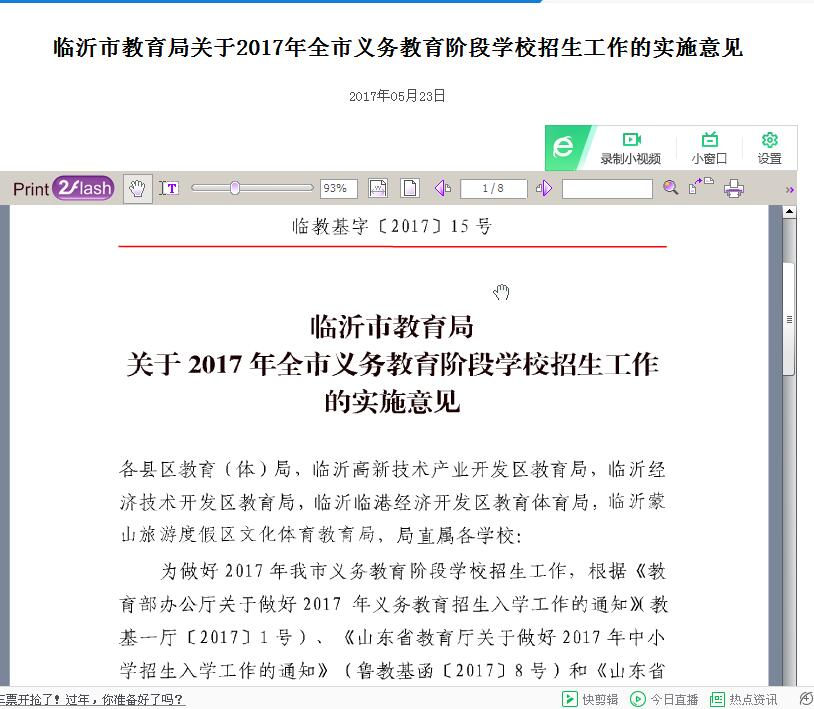 临沂市教育局关于2017年全市义务教育阶段学校招生工作的实施意见
2017年05月23日
录制小视频 小窗口 设置
Print 2flash 93% 1/8
临教基字〔2017〕15号
临沂市教育局
关于 2017 年全市义务教育阶段学校招生工作
的实施意见
各县区教育（体）局，临沂高新技术产业开发区教育局，临沂经
济技术开发区教育局，临沂临港经济开发区教育体育局，临沂蒙
山旅游度假区文化体育教育局，局直属各学校：
为做好 2017 年我市义务教育阶段学校招生工作，根据《教
育部办公厅关于做好 2017 年义务教育招生入学工作的通知》（教
基一厅〔2017〕1 号）、《山东省教育厅关于做好 2017 年中小
学招生入学工作的通知》（鲁教基函〔2017〕8 号）和《山东省
票开抢了！过年，你准备好了吗？ 快剪辑 今日直播 热点资讯